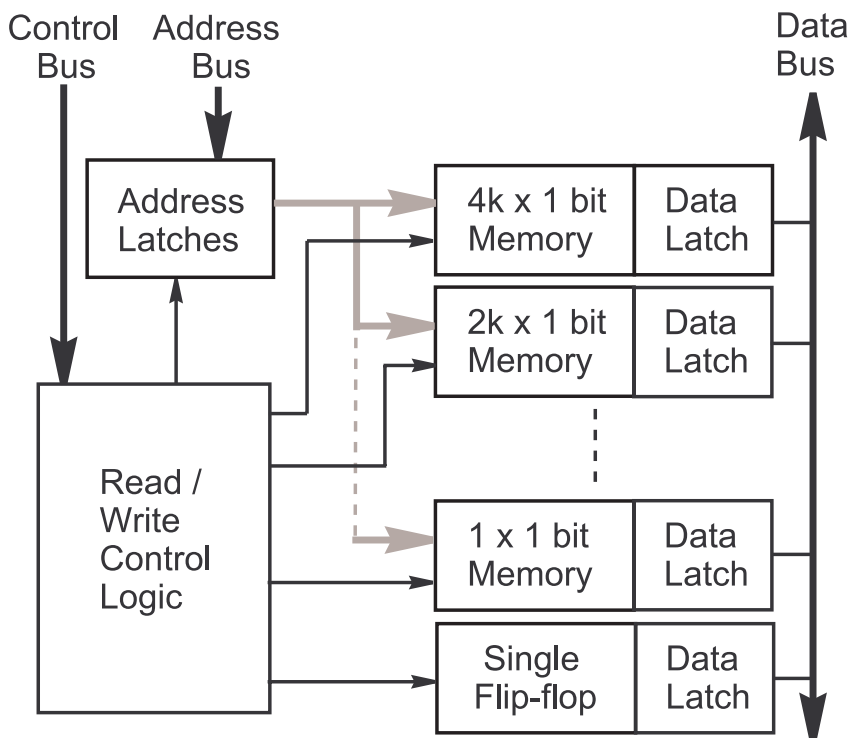 Control
Bus
Address
Bus
Data
Bus
Address
Latches
4k x 1 bit
Memory
Data
Latch
2k x 1 bit
Memory
Data
Latch
Read /
Write
Control
Logic
1 x 1 bit
Memory
Data
Latch
Single
Flip-flop
Data
Latch